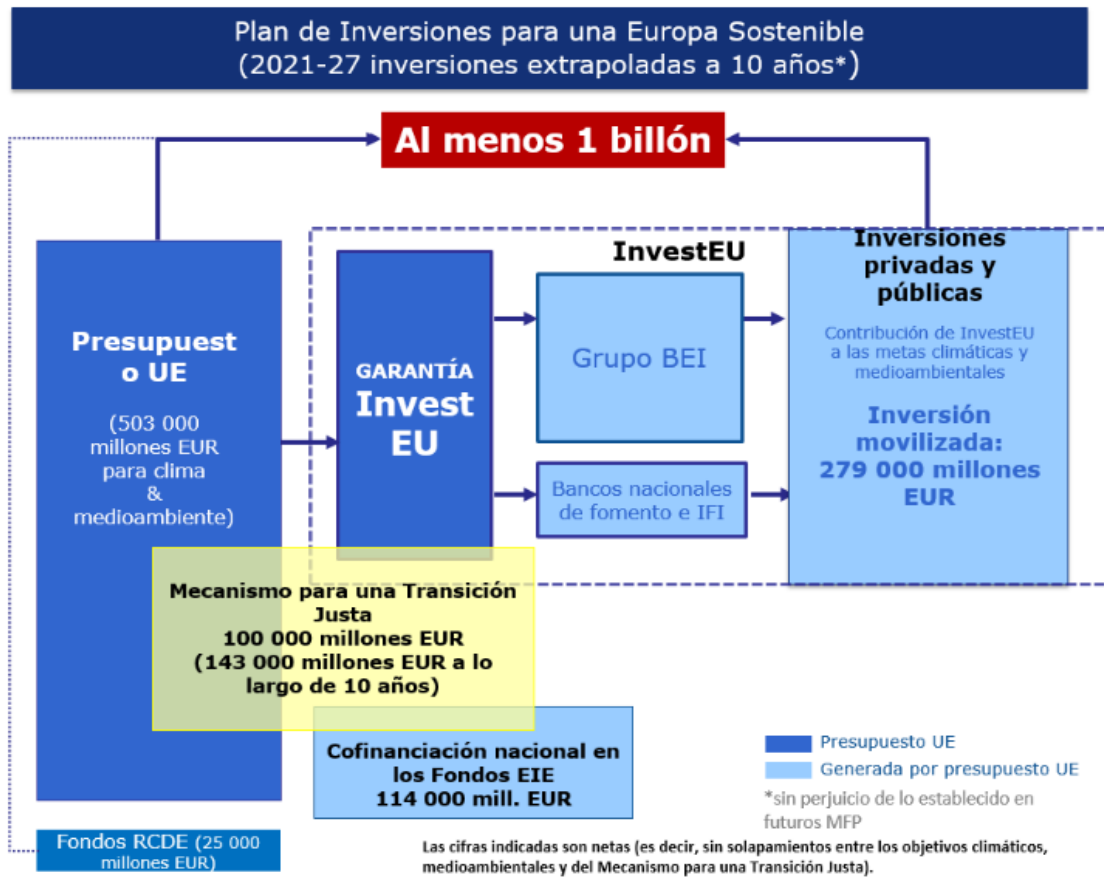 Plan de Inversiones para una Europa Sostenible
(2021-27 inversiones extrapoladas a 10 años*)
Al menos 1 billón
Presupuest
o UE
(503 000
millones EUR
para clima
&
medioambiente)
InvestEU
GARANTÍA
Invest
EU
Grupo BEI
Bancos nacionales
de fomento e IFI
Inversiones
privadas y
públicas
Contribución de InvestEU
a las metas climáticas y
medioambientales
Inversión
movilizada:
279 000 millones
EUR
Mecanismo para una Transición
Justa
100 000 millones EUR
(143 000 millones EUR a lo
largo de 10 años)
Cofinanciación nacional en
los Fondos EIE
114 000 mill. EUR
Presupuesto UE
Generada por presupuesto UE
*sin perjuicio de lo establecido en
futuros MFP
Fondos RCDE (25 000
millones EUR)
Las cifras indicadas son netas (es decir, sin solapamientos entre los objetivos climáticos,
medioambientales y del Mecanismo para una Transición Justa).